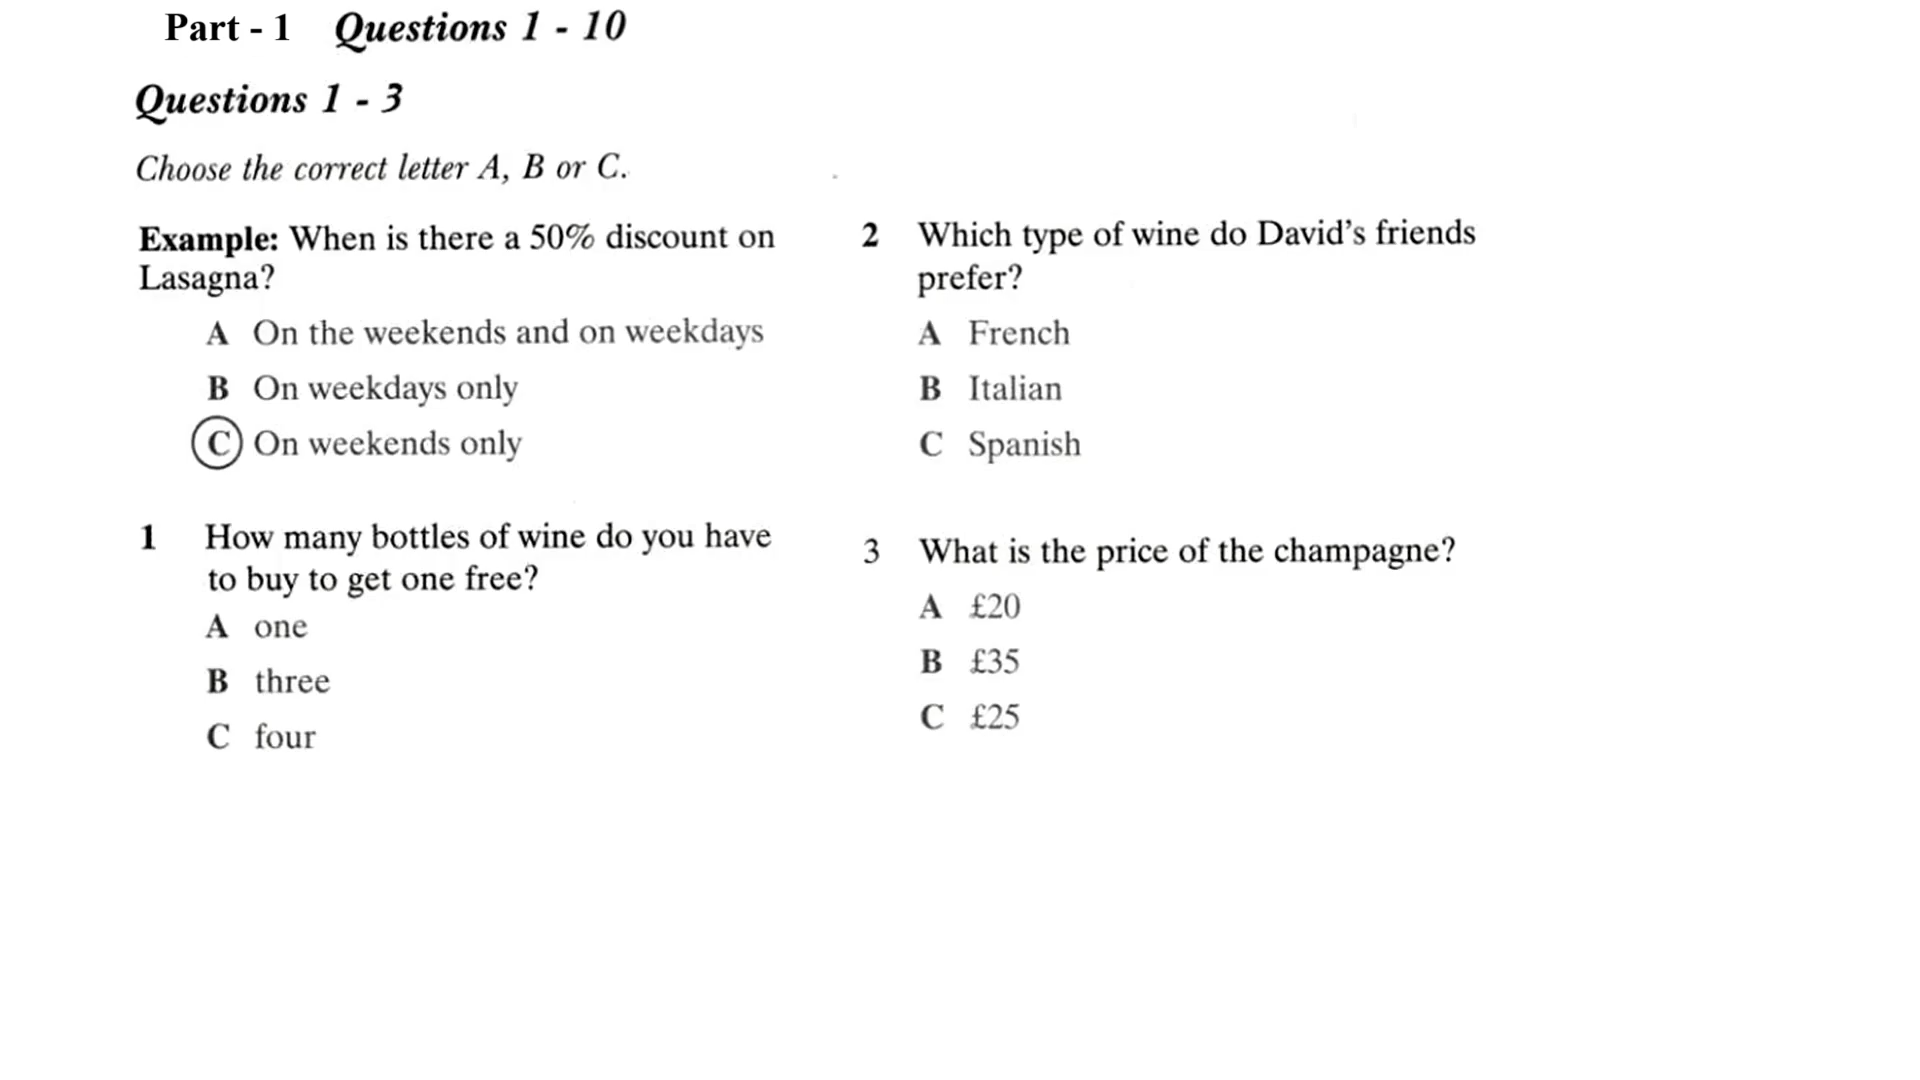 Part - 1 Questions 1 - 10
Questions 1 - 3
Choose the correct letter A, B or C.
Example: When is there a 50% discount on
Lasagna?
A On the weekends and on weekdays
B On weekdays only
C On weekends only
1 How many bottles of wine do you have
to buy to get one free?
A one
B three
C four
2 Which type of wine do David's friends
prefer?
A French
B Italian
C Spanish
3 What is the price of the champagne?
A £20
B £35
C £25